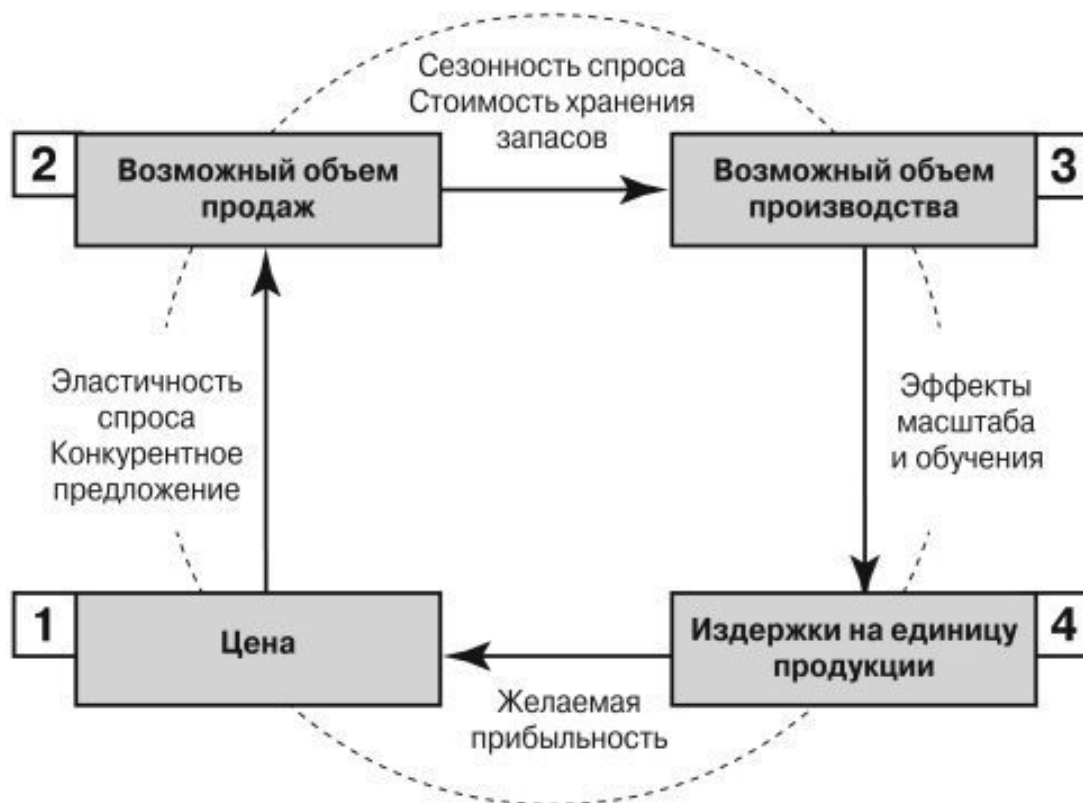 Сезонность спроса
Стоимость хранения
запасов
2
Возможный объем
продаж
Возможный объем
производства
3
Эластичность
спроса
Конкурентное
предложение
Эффекты
масштаба
и обучения
1
Цена
Издержки на единицу
продукции
4
Желаемая
прибыльность